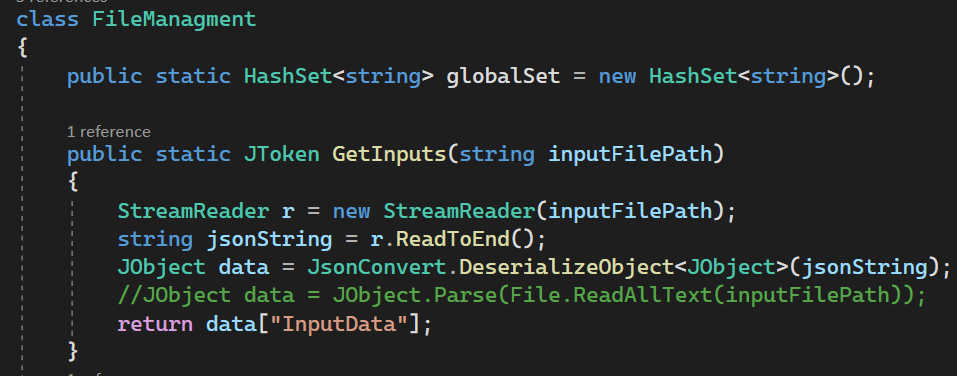 class FileManagment
{
public static HashSet<string> globalSet = new HashSet<string>();
1 reference
public static JToken GetInputs(string inputFilePath)
{
StreamReader r = new StreamReader(inputFilePath);
string jsonString = r.ReadToEnd();
JObject data = JsonConvert.DeserializeObject<JObject>(jsonString);
//JObject data = JObject.Parse(File.ReadAllText(inputFilePath));
return data["InputData"];
}